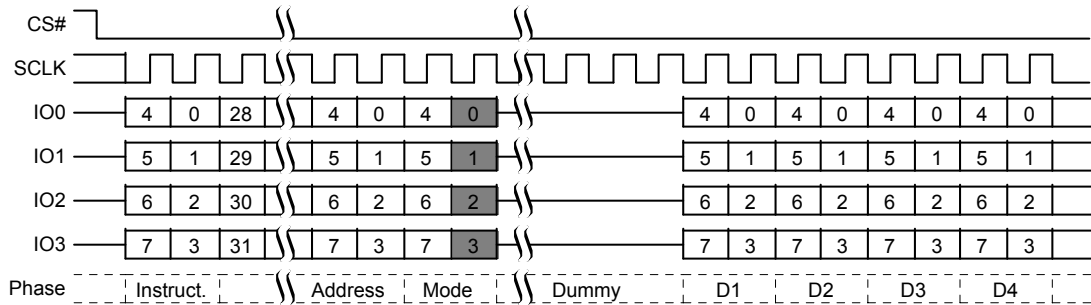 CS#
SCLK
IO0 4 0 28 4 0 4 0 4 0 4 0 4 0 4 0
IO1 5 1 29 5 1 5 1 5 1 5 1 5 1 5 1
IO2 6 2 30 6 2 6 2 6 2 6 2 6 2 6 2
IO3 7 3 31 7 3 7 3 7 3 7 3 7 3 7 3
Phase Instruct. Address Mode Dummy D1 D2 D3 D4